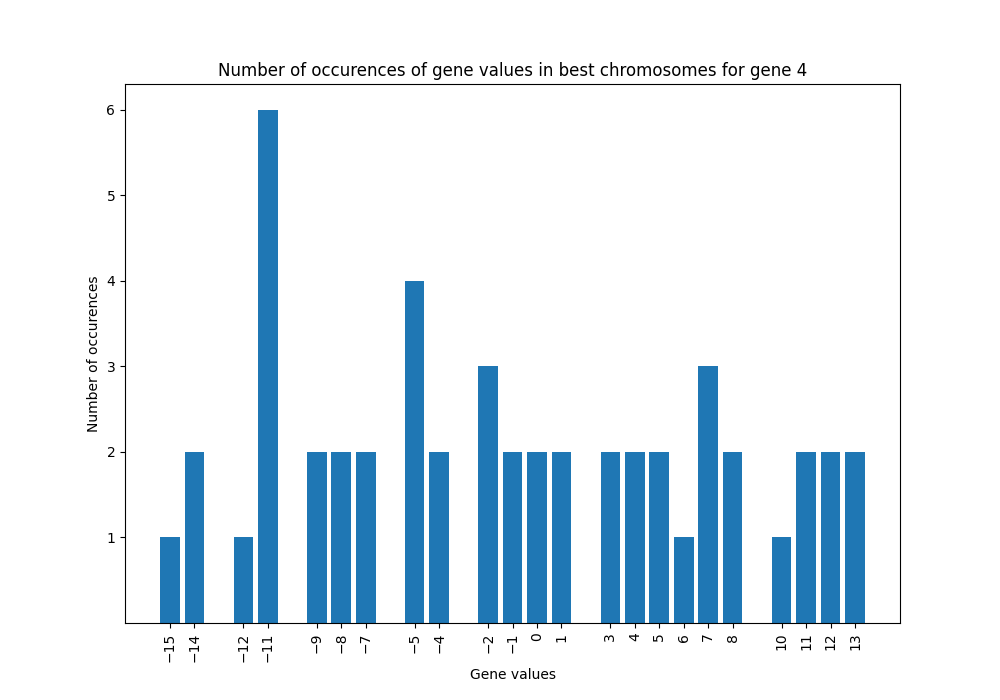 Number of occurences of gene values in best chromosomes for gene 4
Number of occurences
6
5
4
3
2
1
−15 −14 −12 −11 −9 −8 −7 −5 −4 −2 −1 0 1 3 4 5 6 7 8 10 11 12 13
Gene values